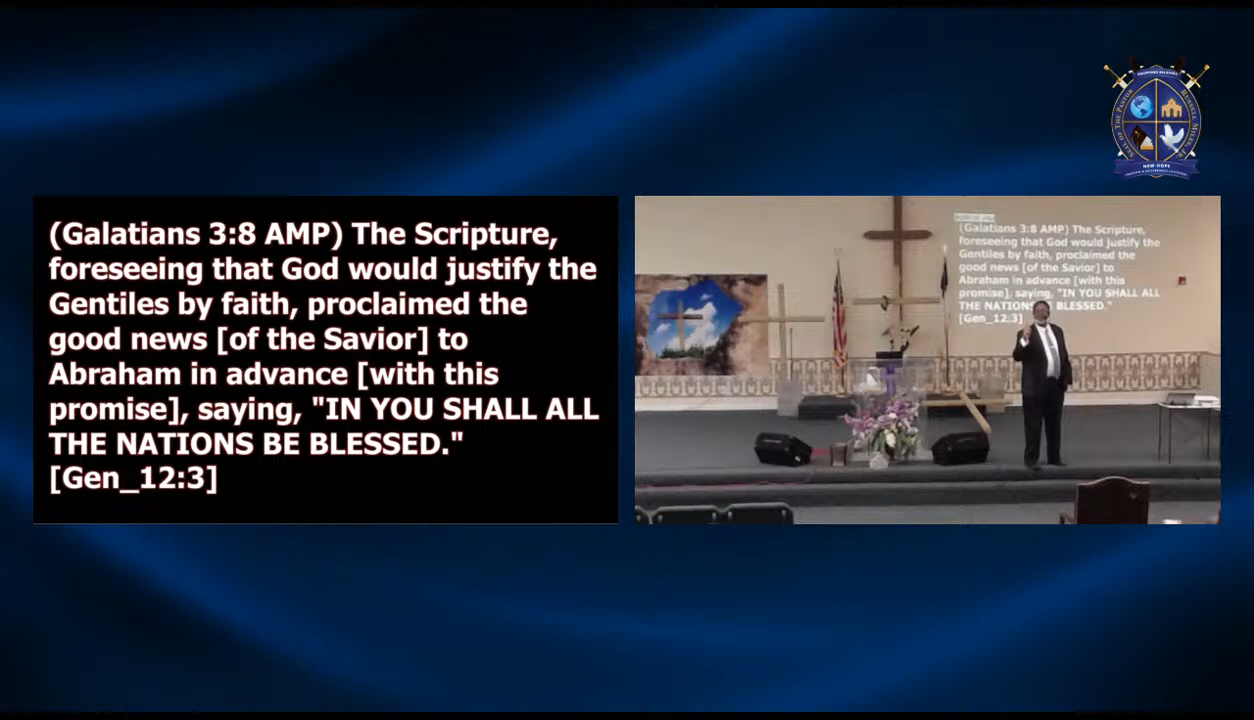 (Galatians 3:8 AMP) The Scripture,
foreseeing that God would justify the
Gentiles by faith, proclaimed the
good news [of the Savior] to
Abraham in advance [with this
promise], saying, "IN YOU SHALL ALL
THE NATIONS BE BLESSED."
[Gen_12:3]
(Galatians 3:8 AMP) The Scripture,
foreseeing that God would justify the
Gentiles by faith, proclaimed the
good news [of the Savior] to
Abraham in advance [with this
promise], saying, "IN YOU SHALL ALL
THE NATIONS BE BLESSED."
[Gen_12:3]
SEAL OF THE PASTOR
NEW HOPE